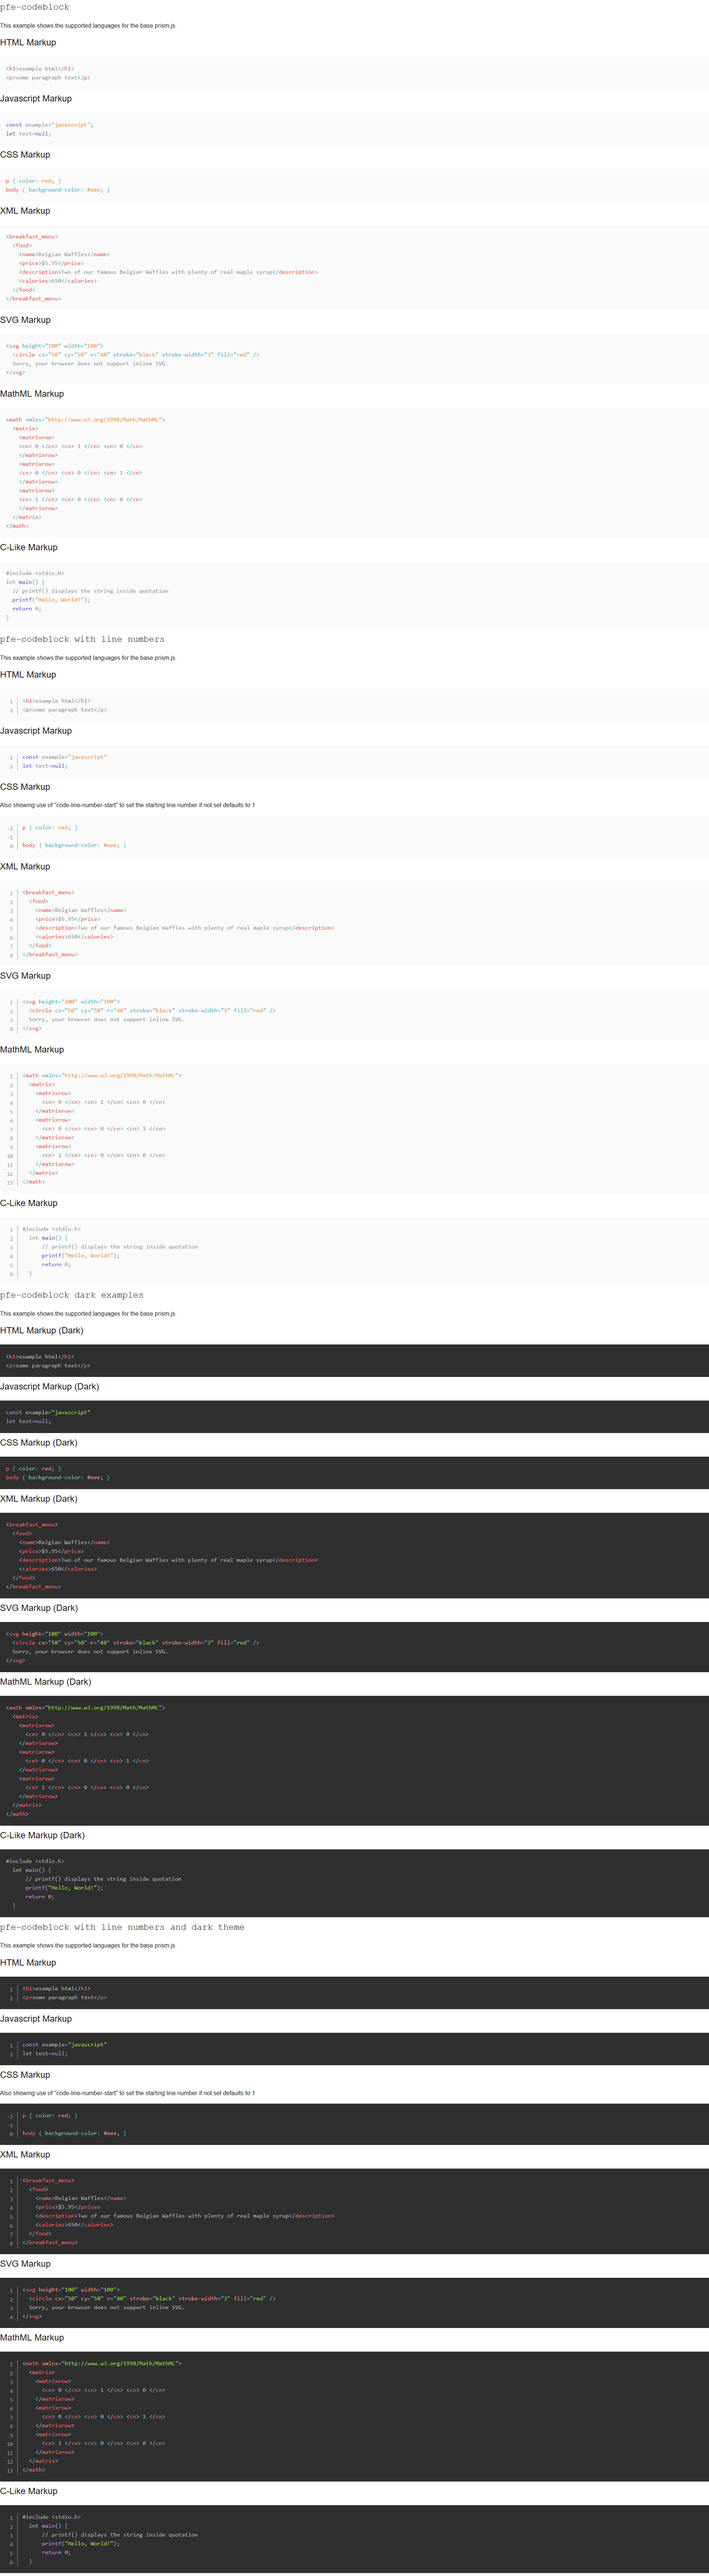 pfe-codeblock
This example shows the supported languages for the base prism.js.
HTML Markup
<h1>example html</h1>
<p>some paragraph text</p>
Javascript Markup
const example="javascript";
let test=null;
CSS Markup
p { color: red; }
body { background-color: #eee; }
XML Markup
<breakfast_menu>
  <food>
    <name>Belgian Waffles</name>
    <price>$5.95</price>
    <description>Two of our famous Belgian Waffles with plenty of real maple syrup</description>
    <calories>650</calories>
  </food>
</breakfast_menu>
SVG Markup
<svg height="100" width="100">
  <circle cx="50" cy="50" r="40" stroke="black" stroke-width="3" fill="red" />
  Sorry, your browser does not support inline SVG.
</svg>
MathML Markup
<math xmlns="http://www.w3.org/1998/Math/MathML">
  <matrix>
    <matrixrow>
    <cn> 0 </cn> <cn> 1 </cn> <cn> 0 </cn>
    </matrixrow>
    <matrixrow>
    <cn> 0 </cn> <cn> 0 </cn> <cn> 1 </cn>
    </matrixrow>
    <matrixrow>
    <cn> 1 </cn> <cn> 0 </cn> <cn> 0 </cn>
    </matrixrow>
  </matrix>
</math>
C-Like Markup
#include <stdio.h>
int main() {
  // printf() displays the string inside quotation
  printf("Hello, World!");
  return 0;
}
pfe-codeblock with line numbers
This example shows the supported languages for the base prism.js.
HTML Markup
1 <h1>example html</h1>
2 <p>some paragraph text</p>
Javascript Markup
1 const example="javascript"
2 let test=null;
CSS Markup
Also showing use of "code-line-number-start" to set the starting line number if not set defaults to 1
-2 p { color: red; }
-1
0 body { background-color: #eee; }
XML Markup
1 <breakfast_menu>
2   <food>
3     <name>Belgian Waffles</name>
4     <price>$5.95</price>
5     <description>Two of our famous Belgian Waffles with plenty of real maple syrup</description>
6     <calories>650</calories>
7   </food>
8 </breakfast_menu>
SVG Markup
1 <svg height="100" width="100">
2   <circle cx="50" cy="50" r="40" stroke="black" stroke-width="3" fill="red" />
3   Sorry, your browser does not support inline SVG.
4 </svg>
MathML Markup
1 <math xmlns="http://www.w3.org/1998/Math/MathML">
2   <matrix>
3     <matrixrow>
4       <cn> 0 </cn> <cn> 1 </cn> <cn> 0 </cn>
5     </matrixrow>
6     <matrixrow>
7       <cn> 0 </cn> <cn> 0 </cn> <cn> 1 </cn>
8     </matrixrow>
9     <matrixrow>
10       <cn> 1 </cn> <cn> 0 </cn> <cn> 0 </cn>
11     </matrixrow>
12   </matrix>
13 </math>
C-Like Markup
1 #include <stdio.h>
2   int main() {
3       // printf() displays the string inside quotation
4       printf("Hello, World!");
5       return 0;
6   }
pfe-codeblock dark examples
This example shows the supported languages for the base prism.js.
HTML Markup (Dark)
<h1>example html</h1>
<p>some paragraph text</p>
Javascript Markup (Dark)
const example="javascript"
let test=null;
CSS Markup (Dark)
p { color: red; }
body { background-color: #eee; }
XML Markup (Dark)
<breakfast_menu>
  <food>
    <name>Belgian Waffles</name>
    <price>$5.95</price>
    <description>Two of our famous Belgian Waffles with plenty of real maple syrup</description>
    <calories>650</calories>
  </food>
</breakfast_menu>
SVG Markup (Dark)
<svg height="100" width="100">
  <circle cx="50" cy="50" r="40" stroke="black" stroke-width="3" fill="red" />
  Sorry, your browser does not support inline SVG.
</svg>
MathML Markup (Dark)
<math xmlns="http://www.w3.org/1998/Math/MathML">
  <matrix>
    <matrixrow>
      <cn> 0 </cn> <cn> 1 </cn> <cn> 0 </cn>
    </matrixrow>
    <matrixrow>
      <cn> 0 </cn> <cn> 0 </cn> <cn> 1 </cn>
    </matrixrow>
    <matrixrow>
      <cn> 1 </cn> <cn> 0 </cn> <cn> 0 </cn>
    </matrixrow>
  </matrix>
</math>
C-Like Markup (Dark)
#include <stdio.h>
  int main() {
      // printf() displays the string inside quotation
      printf("Hello, World!");
      return 0;
  }
pfe-codeblock with line numbers and dark theme
This example shows the supported languages for the base prism.js.
HTML Markup
1 <h1>example html</h1>
2 <p>some paragraph text</p>
Javascript Markup
1 const example="javascript"
2 let test=null;
CSS Markup
Also showing use of "code-line-number-start" to set the starting line number if not set defaults to 1
-2 p { color: red; }
-1
0 body { background-color: #eee; }
XML Markup
1 <breakfast_menu>
2   <food>
3     <name>Belgian Waffles</name>
4     <price>$5.95</price>
5     <description>Two of our famous Belgian Waffles with plenty of real maple syrup</description>
6     <calories>650</calories>
7   </food>
8 </breakfast_menu>
SVG Markup
1 <svg height="100" width="100">
2   <circle cx="50" cy="50" r="40" stroke="black" stroke-width="3" fill="red" />
3   Sorry, your browser does not support inline SVG.
4 </svg>
MathML Markup
1 <math xmlns="http://www.w3.org/1998/Math/MathML">
2   <matrix>
3     <matrixrow>
4       <cn> 0 </cn> <cn> 1 </cn> <cn> 0 </cn>
5     </matrixrow>
6     <matrixrow>
7       <cn> 0 </cn> <cn> 0 </cn> <cn> 1 </cn>
8     </matrixrow>
9     <matrixrow>
10       <cn> 1 </cn> <cn> 0 </cn> <cn> 0 </cn>
11     </matrixrow>
12   </matrix>
13 </math>
C-Like Markup
1 #include <stdio.h>
2   int main() {
3       // printf() displays the string inside quotation
4       printf("Hello, World!");
5       return 0;
6   }